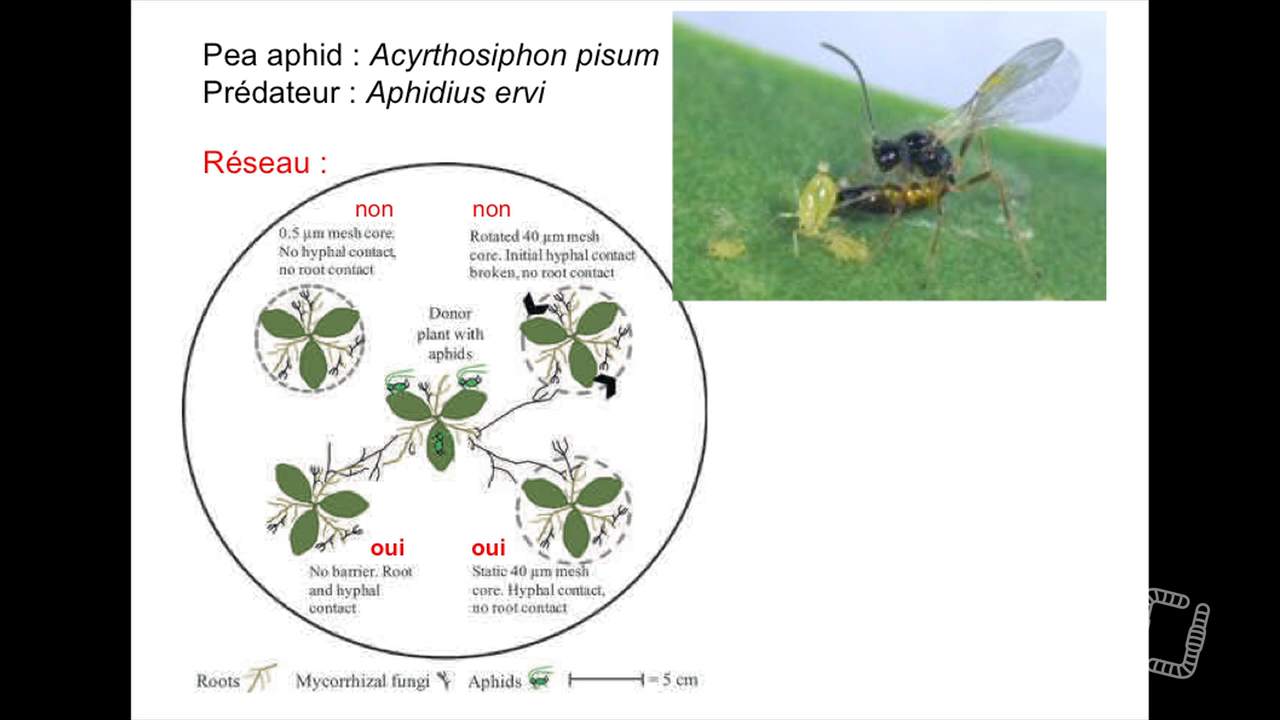 Pea aphid : Acyrthosiphon pisum
Prédateur : Aphidius ervi
Réseau :
non
0.5 µm mesh core.
No hyphal contact,
no root contact
non
Rotated 40 µm mesh
core. Initial hyphal contact
broken, no root contact
Donor
plant with
aphids
oui
No barrier. Root
and hyphal
contact
oui
Static 40 µm mesh
core. Hyphal contact,
no root contact
Roots Mycorrhizal fungi Aphids = 5 cm